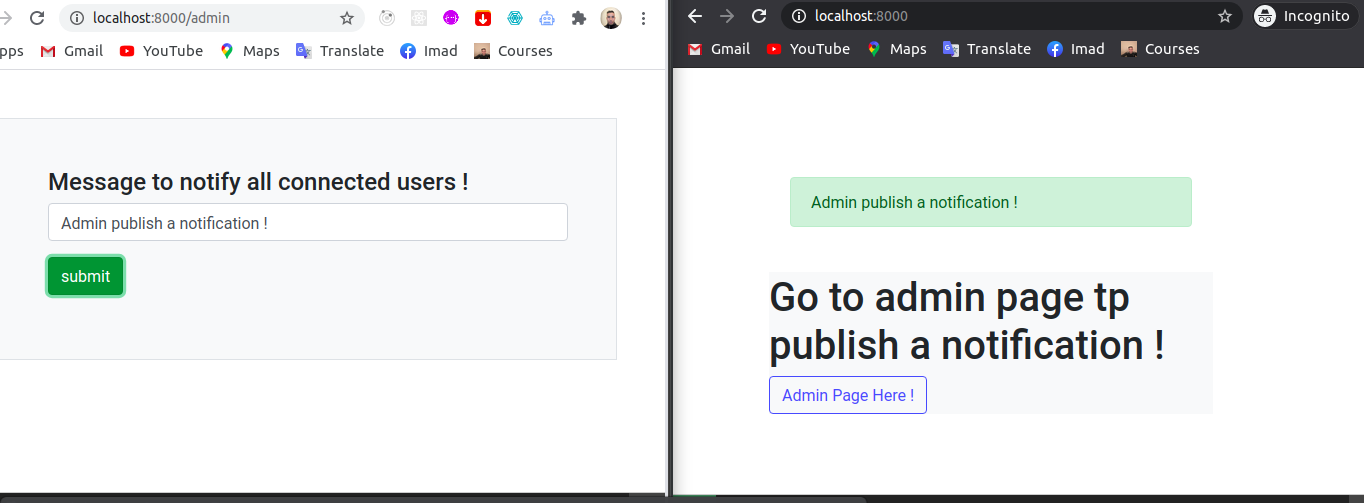 localhost:8000/admin
pps Gmail YouTube Maps Translate Imad Courses
Message to notify all connected users !
Admin publish a notification !
submit
localhost:8000 Incognito
Gmail YouTube Maps Translate Imad Courses
Admin publish a notification !
Go to admin page tp
publish a notification !
Admin Page Here !